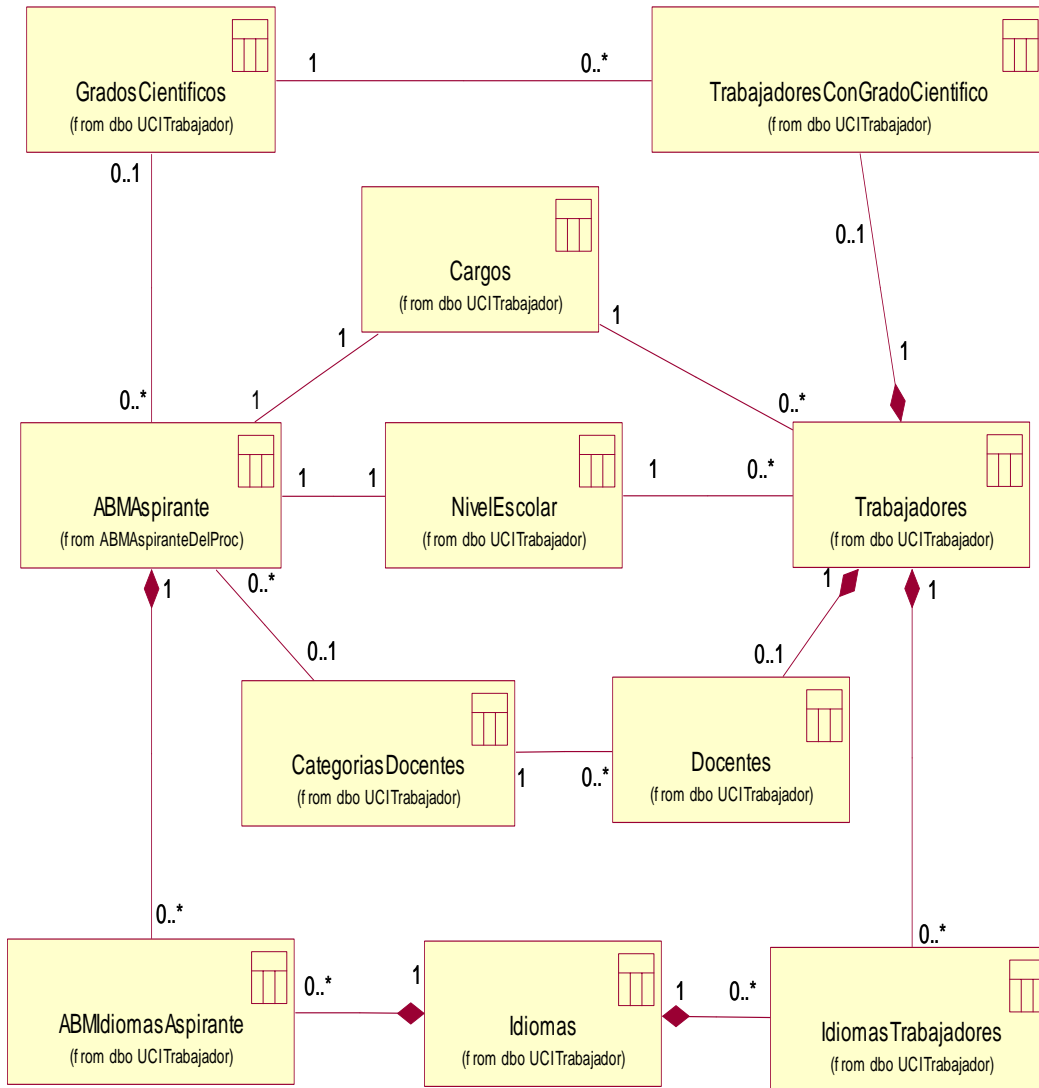 GradosCientificos
(from dbo UCITrabajador)
1
0..*
TrabajadoresConGradoCientifico
(from dbo UCITrabajador)
0..1
0..1
Cargos
(from dbo UCITrabajador)
1
1
1
0..*
0..*
1
ABMAspirante
(from ABMAspiranteDelProc)
1
1
NivelEscolar
(from dbo UCITrabajador)
1
0..*
Trabajadores
(from dbo UCITrabajador)
1
0..*
1
1
0..1
0..1
CategoriasDocentes
(from dbo UCITrabajador)
1
0..*
Docentes
(from dbo UCITrabajador)
0..*
0..*
ABMIdiomasAspirante
(from dbo UCITrabajador)
0..*
1
Idiomas
(from dbo UCITrabajador)
1
0..*
IdiomasTrabajadores
(from dbo UCITrabajador)